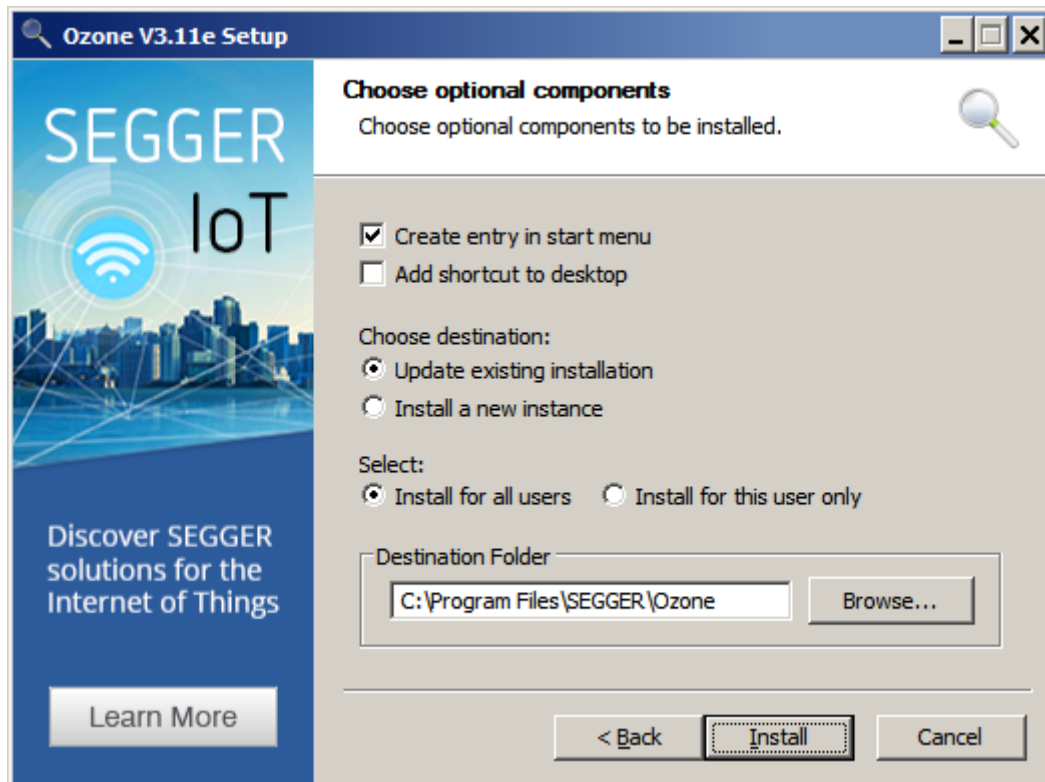 Ozone V3.11e Setup
SEGGER
IoT
Discover SEGGER
solutions for the
Internet of Things
Learn More
Choose optional components
Choose optional components to be installed.
Create entry in start menu
Add shortcut to desktop
Choose destination:
Update existing installation
Install a new instance
Select:
Install for all users Install for this user only
Destination Folder
C:\Program Files\SEGGER\Ozone Browse...
< Back Install Cancel